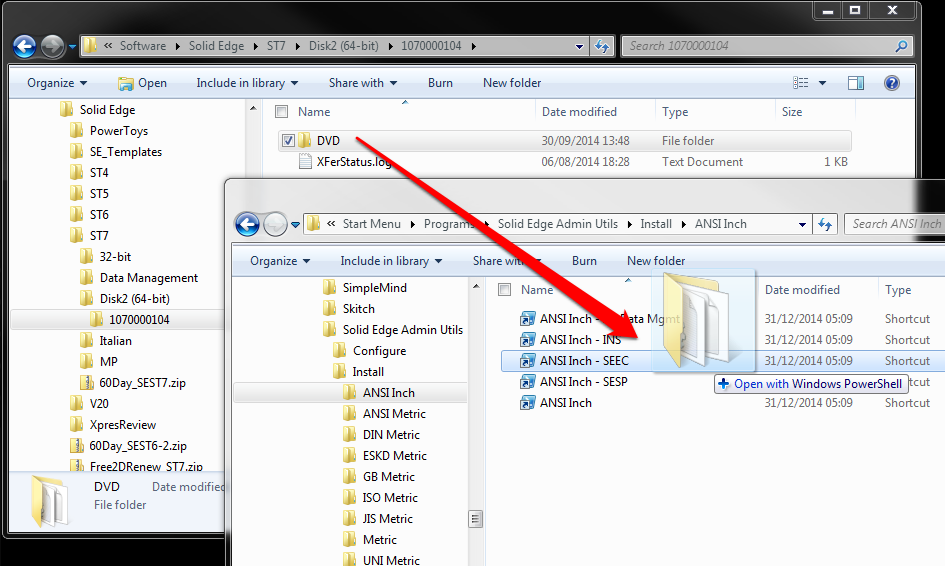 « Software ▸ Solid Edge ▸ ST7 ▸ Disk2 (64-bit) ▸ 1070000104 ▸
Search 1070000104
Organize Open Include in library Share with Burn New folder
Solid Edge
PowerToys
SE_Templates
ST4
ST5
ST6
ST7
32-bit
Data Management
Disk2 (64-bit)
1070000104
Italian
MP
60Day_SEST7.zip
V20
XpresReview
60Day_SEST6-2.zip
Free2DRenew_ST7.zip
Name Date modified Type Size
DVD 30/09/2014 13:48 File folder
XFerStatus.log 06/08/2014 18:28 Text Document 1 KB
DVD Date modified
File folder
« Start Menu ▸ Programs ▸ Solid Edge Admin Utils ▸ Install ▸ ANSI Inch
Search ANSI Inch
Organize Include in library Share with Burn New folder
SimpleMind
Skitch
Solid Edge Admin Utils
Configure
Install
ANSI Inch
ANSI Metric
DIN Metric
ESKD Metric
GB Metric
ISO Metric
JIS Metric
Metric
UNI Metric
Name Date modified Type
ANSI Inch - Data Mgmt 31/12/2014 05:09 Shortcut
ANSI Inch - INS 31/12/2014 05:09 Shortcut
ANSI Inch - SEEC 31/12/2014 05:09 Shortcut
ANSI Inch - SESP 31/12/2014 05:09 Shortcut
ANSI Inch 31/12/2014 05:09 Shortcut
Open with Windows PowerShell